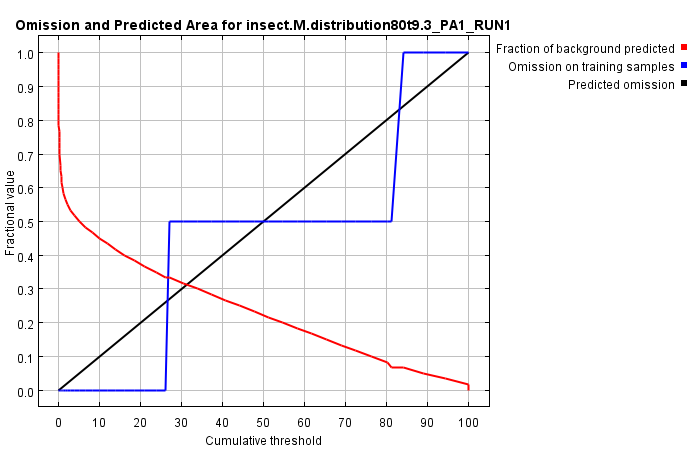 Omission and Predicted Area for insect.M.distribution80t9.3_PA1_RUN1
Fraction of background predicted
Omission on training samples
Predicted omission
Fractional value
1.0
0.9
0.8
0.7
0.6
0.5
0.4
0.3
0.2
0.1
0.0
0 10 20 30 40 50 60 70 80 90 100
Cumulative threshold